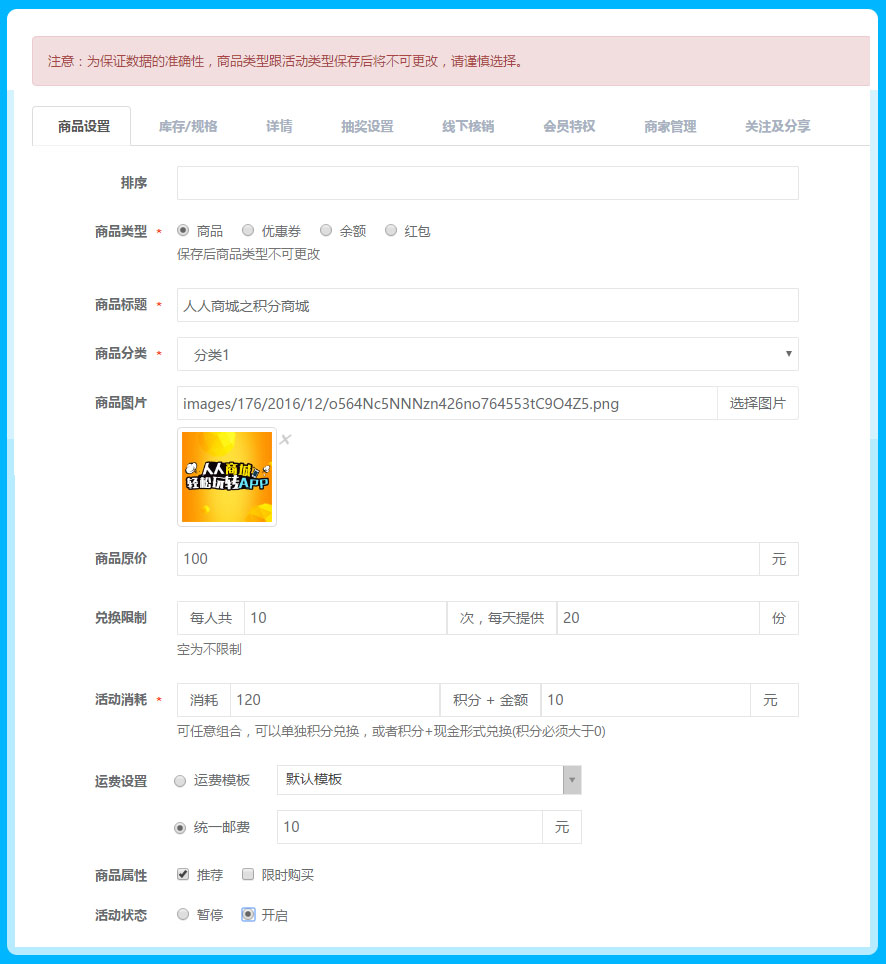 注意：为保证数据的准确性，商品类型跟活动类型保存后将不可更改，请谨慎选择。
商品设置 库存/规格 详情 抽奖设置 线下核销 会员特权 商家管理 关注及分享
排序
商品类型 * 商品 优惠券 余额 红包
保存后商品类型不可更改
商品标题 * 人人商城之积分商城
商品分类 * 分类1
商品图片 images/176/2016/12/o564Nc5NNNzn426no764553tC9O4Z5.png 选择图片
人人商城
轻松玩转APP
商品原价 100 元
兑换限制 每人共 10 次，每天提供 20 份
空为不限制
活动消耗 * 消耗 120 积分 + 金额 10 元
可任意组合，可以单独积分兑换，或者积分+现金形式兑换(积分必须大于0)
运费设置 运费模板 默认模板
统一邮费 10 元
商品属性 推荐 限时购买
活动状态 暂停 开启